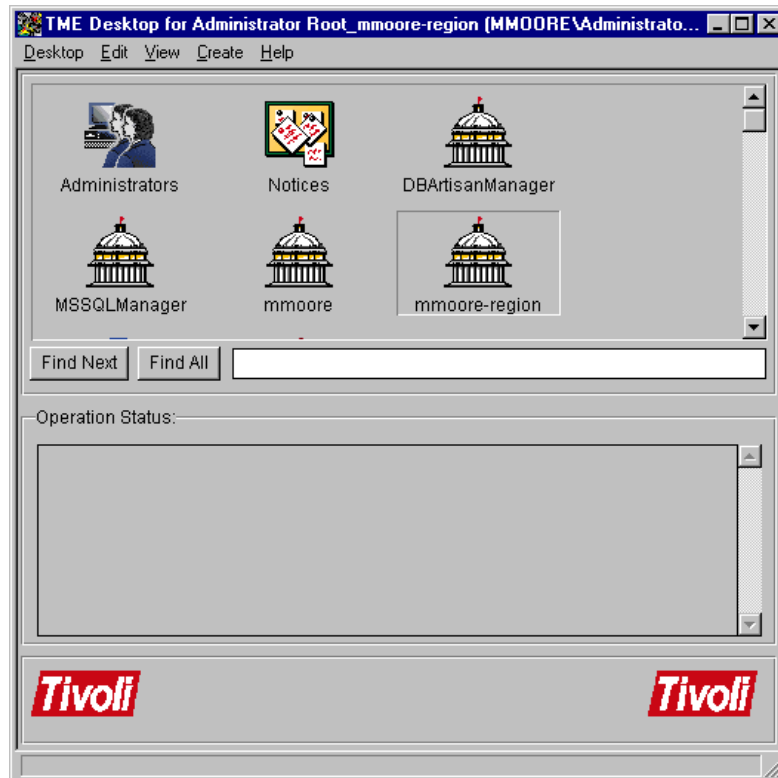 TME Desktop for Administrator Root_mmoore-region (MMOORE\Administrato...
Desktop Edit View Create Help
Administrators Notices DBArtisanManager
MSSQLManager mmoore mmoore-region
Find Next Find All
Operation Status:
Tivoli Tivoli